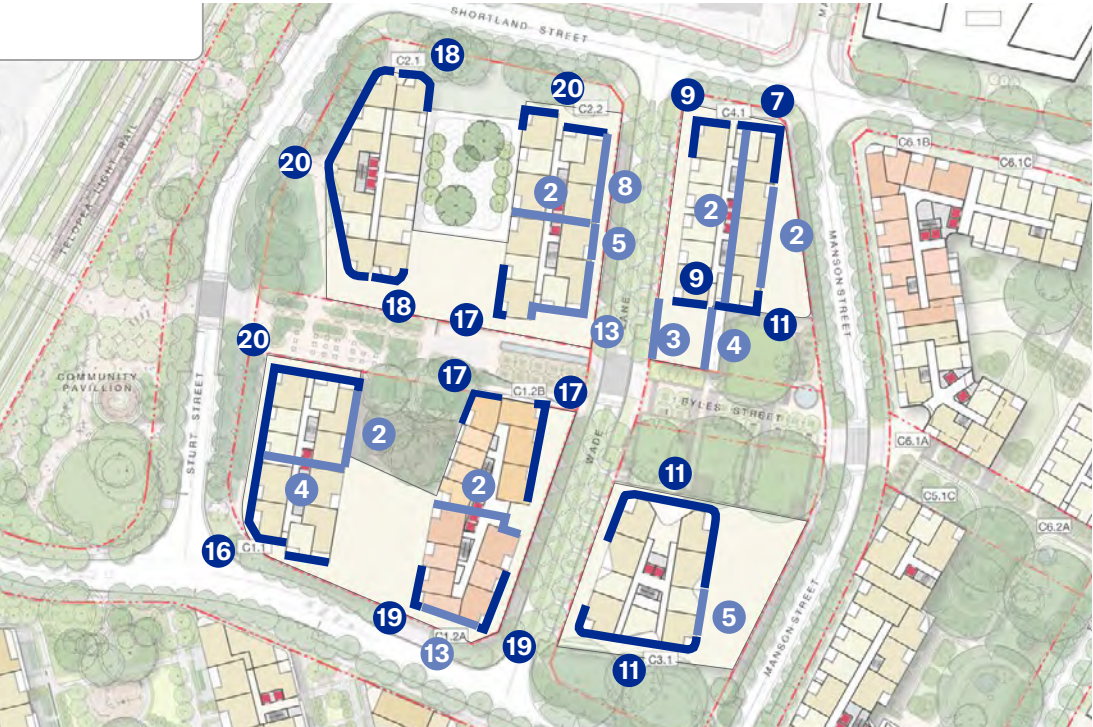 SHORTLAND STREET
MA
18
C2.1
20
C2.2
9
7
C4.1
C6.1B
C6.1C
20
TELOPEA LIGHT RAIL
2
8
2
2
5
MANSON STREET
9
18
17
13
LANE
3
4
11
20
COMMUNITY
PAVILLION
17
C1.2B
17
BYLES STREET
STURT STREET
2
WADE
C6.1A
4
2
11
C5.1C
C6.2A
16
C1.1
19
C1.2A
13
19
5
MANSON STREET
11
C3.1